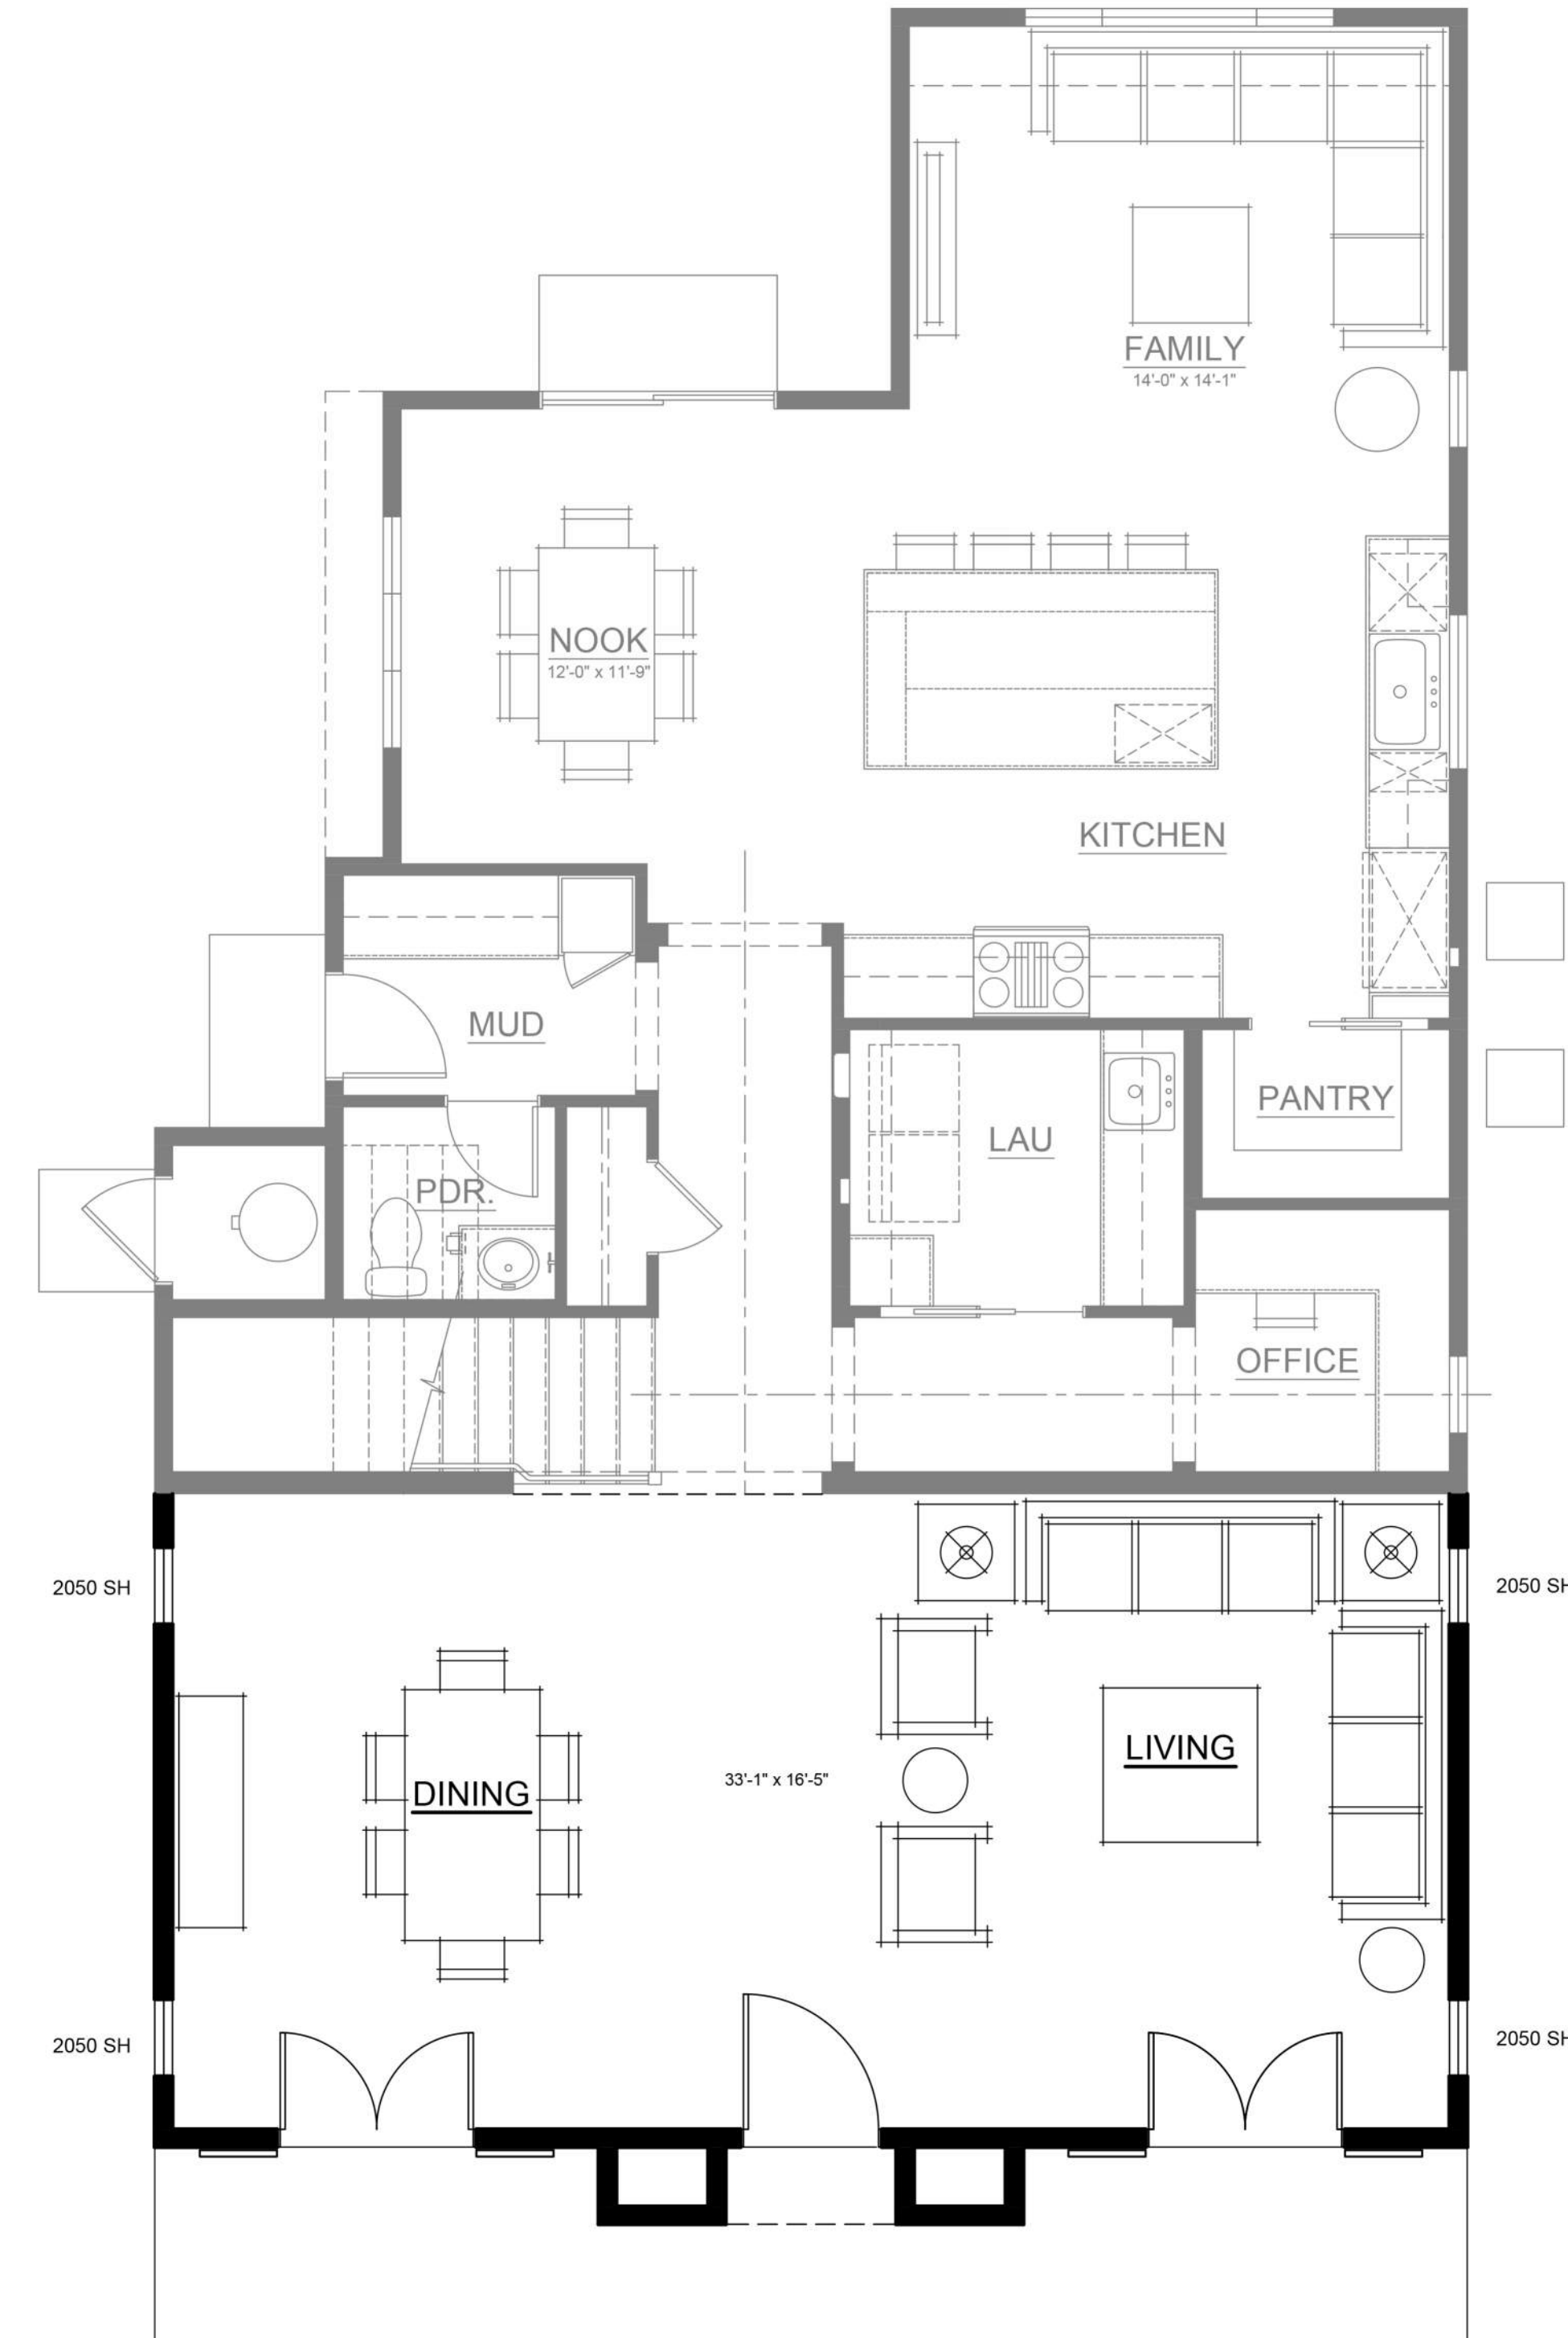 FAMILY
14'-0" x 14'-1"
NOOK
12'-0" x 11'-9"
KITCHEN
MUD
PANTRY
LAU
PDR.
OFFICE
2050 SH
2050 SH
LIVING
33'-1" x 16'-5"
DINING
2050 SH
2050 SH